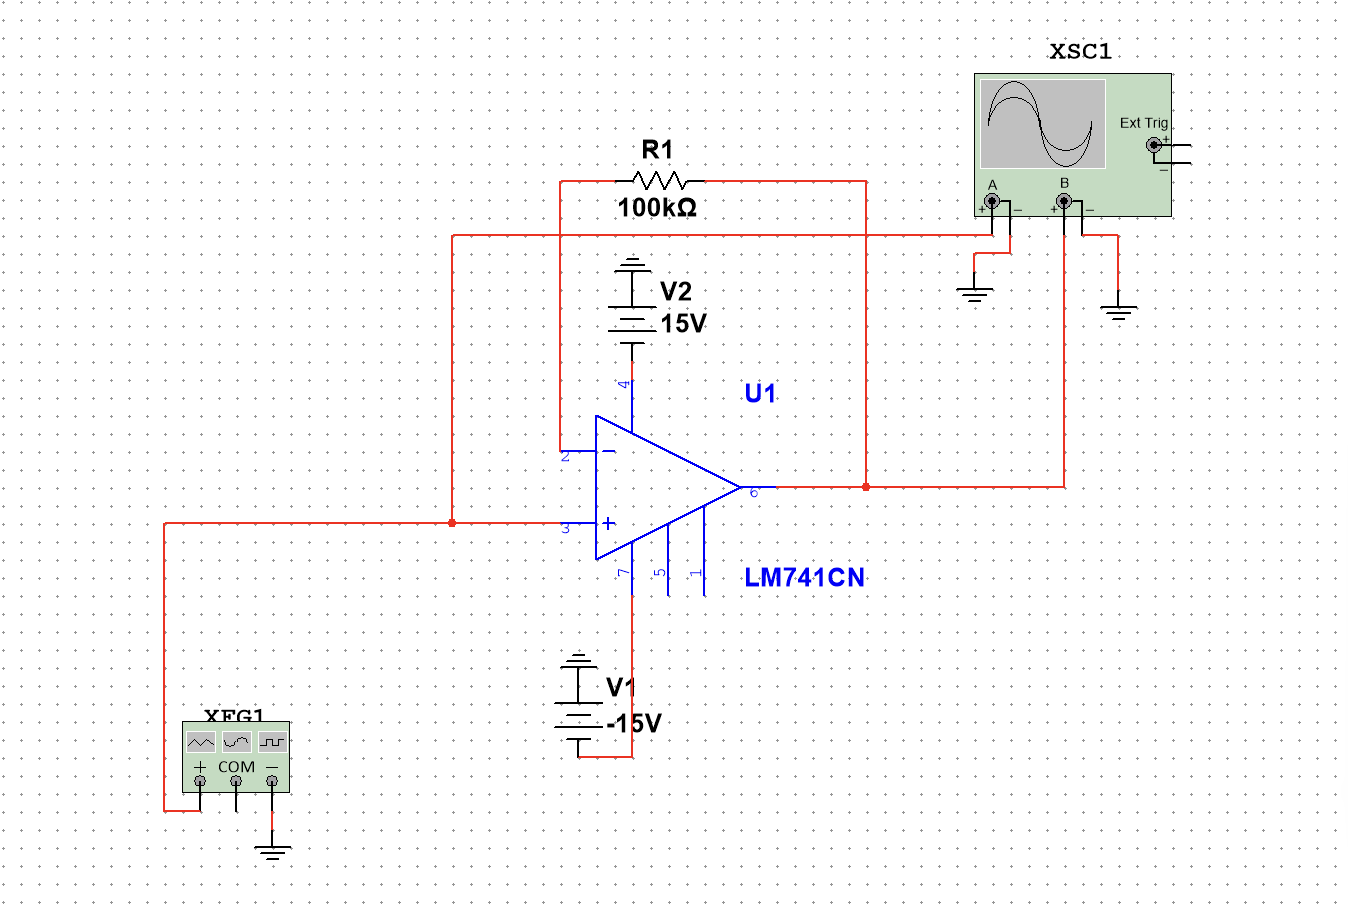 XSC1
Ext Trig
+
−
A
B
+ −
+ −
R1
100kΩ
V2
15V
4
U1
2
−
6
3
+
7
5
1
LM741CN
V1
-15V
XFG1
+ COM −